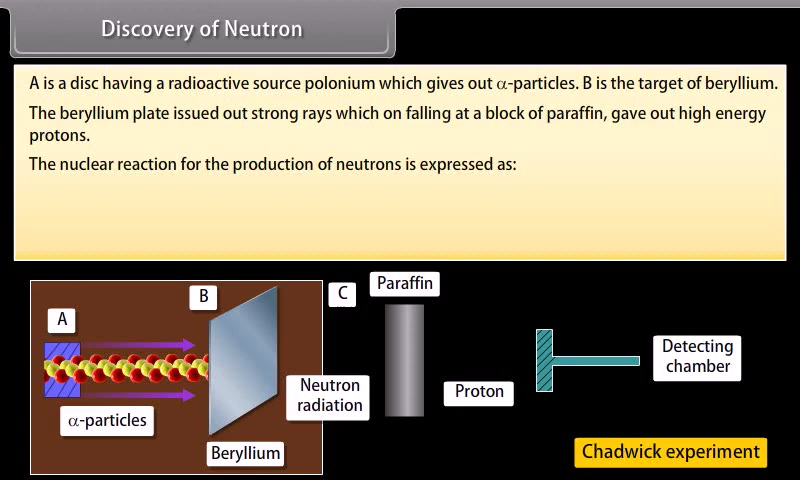 Discovery of Neutron
A is a disc having a radioactive source polonium which gives out α-particles. B is the target of beryllium.
The beryllium plate issued out strong rays which on falling at a block of paraffin, gave out high energy
protons.
The nuclear reaction for the production of neutrons is expressed as:
Paraffin
B
C
A
Detecting
chamber
Neutron
radiation
Proton
α-particles
Beryllium
Chadwick experiment